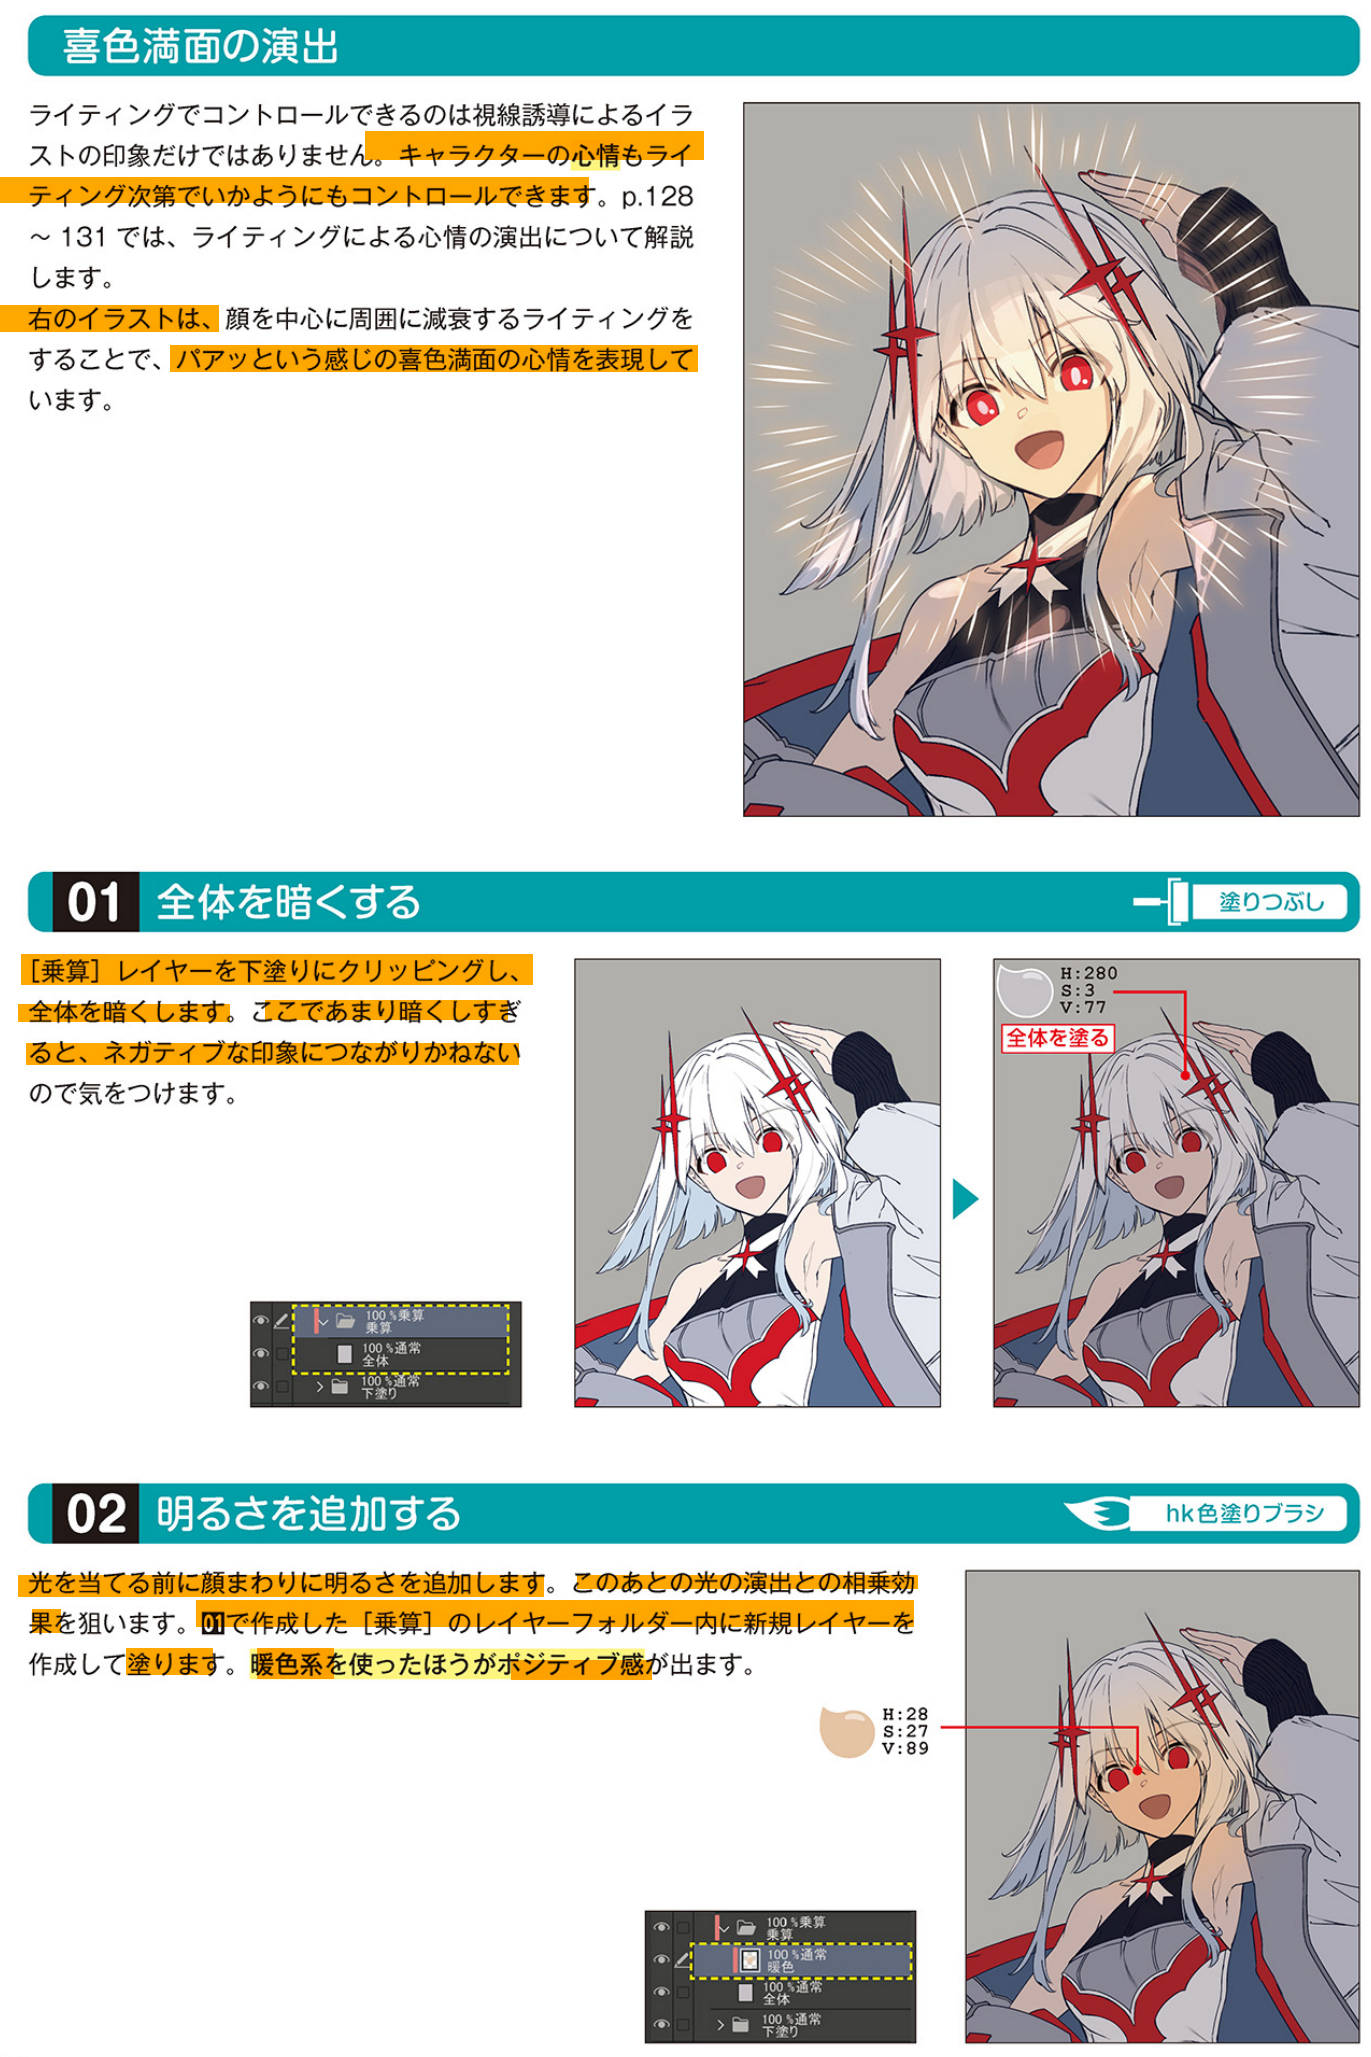 喜色満面の演出
ライティングでコントロールできるのは視線誘導によるイラ
ストの印象だけではありません。キャラクターの心情もライ
ティング次第でいかようにもコントロールできます。p.128
～ 131 では、ライティングによる心情の演出について解説
します。
右のイラストは、顔を中心に周囲に減衰するライティングを
することで、パアッという感じの喜色満面の心情を表現して
います。
01 全体を暗くする
塗りつぶし
［乗算］レイヤーを下塗りにクリッピングし、
全体を暗くします。ここであまり暗くしすぎ
ると、ネガティブな印象につながりかねない
ので気をつけます。
H:280
S:3
V:77
全体を塗る
100 %乗算
乗算
100 %通常
全体
100 %通常
下塗り
02 明るさを追加する
hk色塗りブラシ
光を当てる前に顔まわりに明るさを追加します。このあとの光の演出との相乗効
果を狙います。01で作成した［乗算］のレイヤーフォルダー内に新規レイヤーを
作成して塗ります。暖色系を使ったほうがポジティブ感が出ます。
H:28
S:27
V:89
100 %乗算
乗算
100 %通常
暖色
100 %通常
全体
100 %通常
下塗り